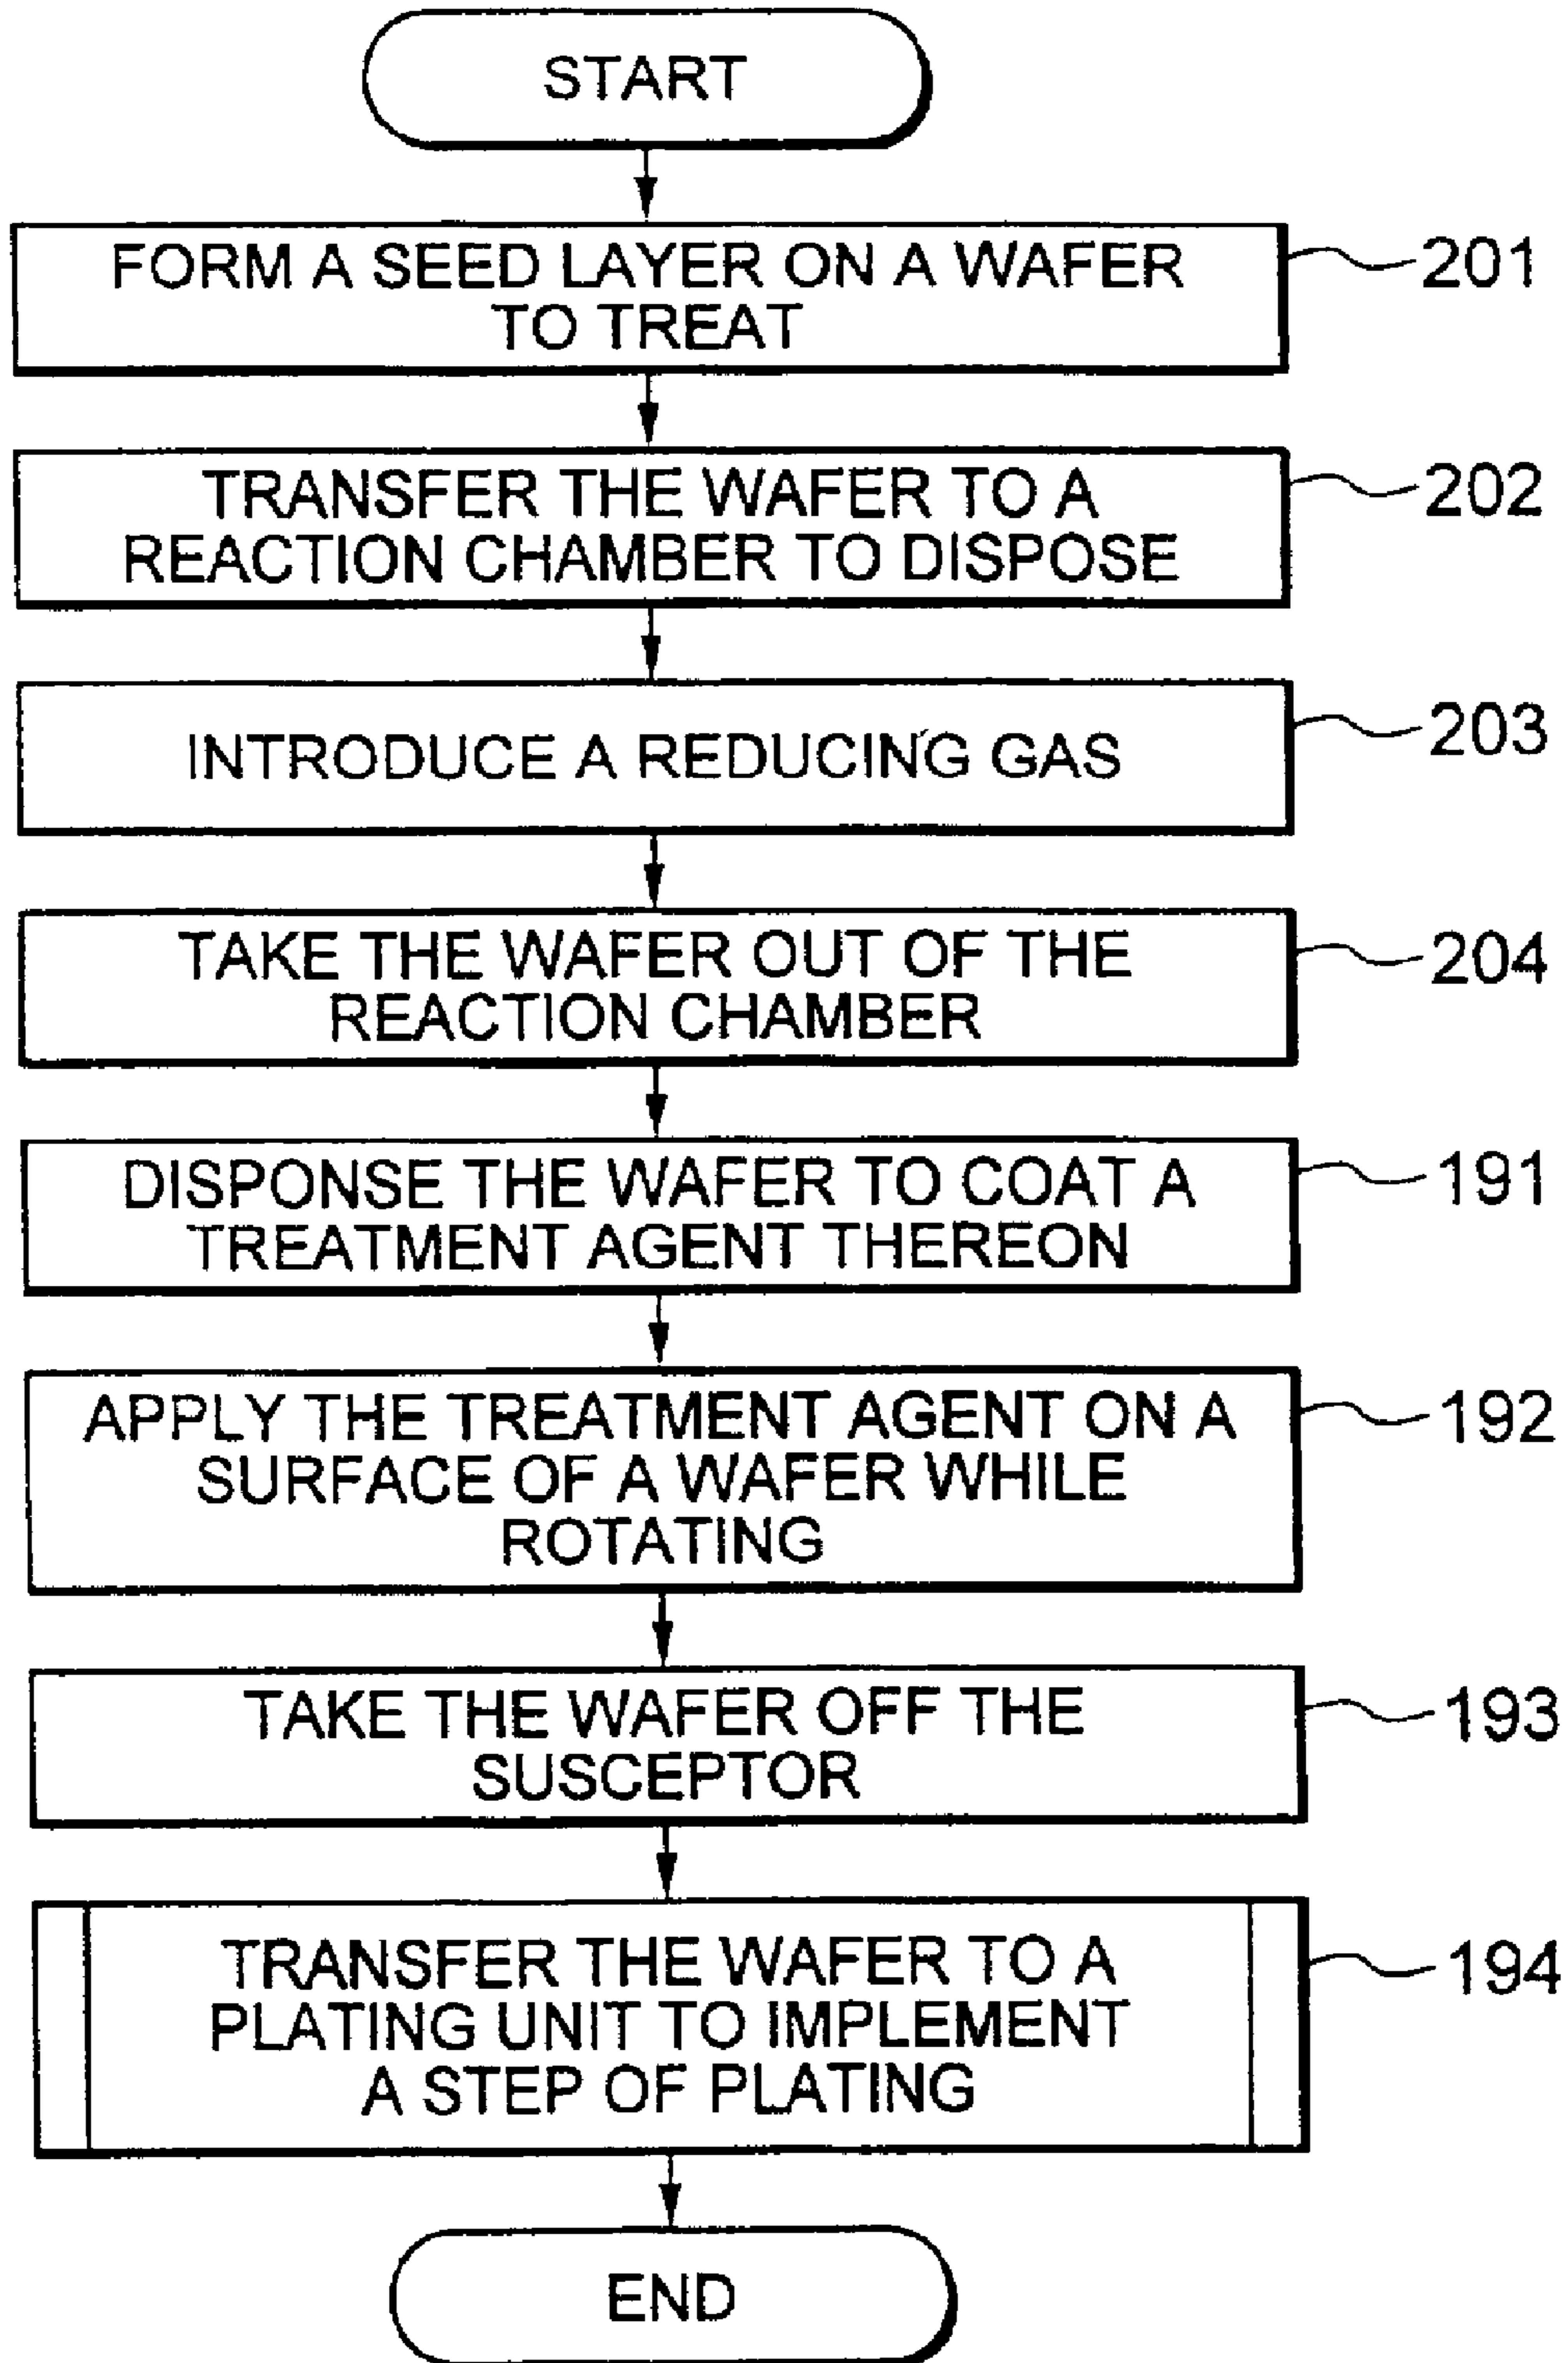 START
FORM A SEED LAYER ON A WAFER
TO TREAT
201
TRANSFER THE WAFER TO A
REACTION CHAMBER TO DISPOSE
202
INTRODUCE A REDUCING GAS
203
TAKE THE WAFER OUT OF THE
REACTION CHAMBER
204
DISPONSE THE WAFER TO COAT A
TREATMENT AGENT THEREON
191
APPLY THE TREATMENT AGENT ON A
SURFACE OF A WAFER WHILE
ROTATING
192
TAKE THE WAFER OFF THE
SUSCEPTOR
193
TRANSFER THE WAFER TO A
PLATING UNIT TO IMPLEMENT
A STEP OF PLATING
194
END